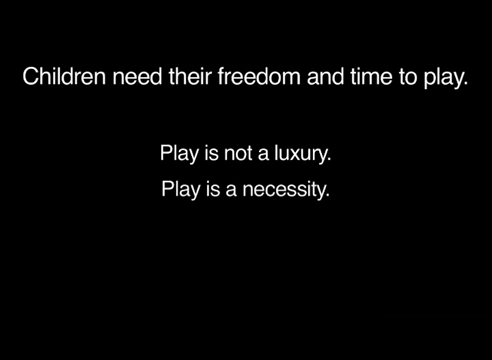 Children need their freedom and time to play.
Play is not a luxury.
Play is a necessity.